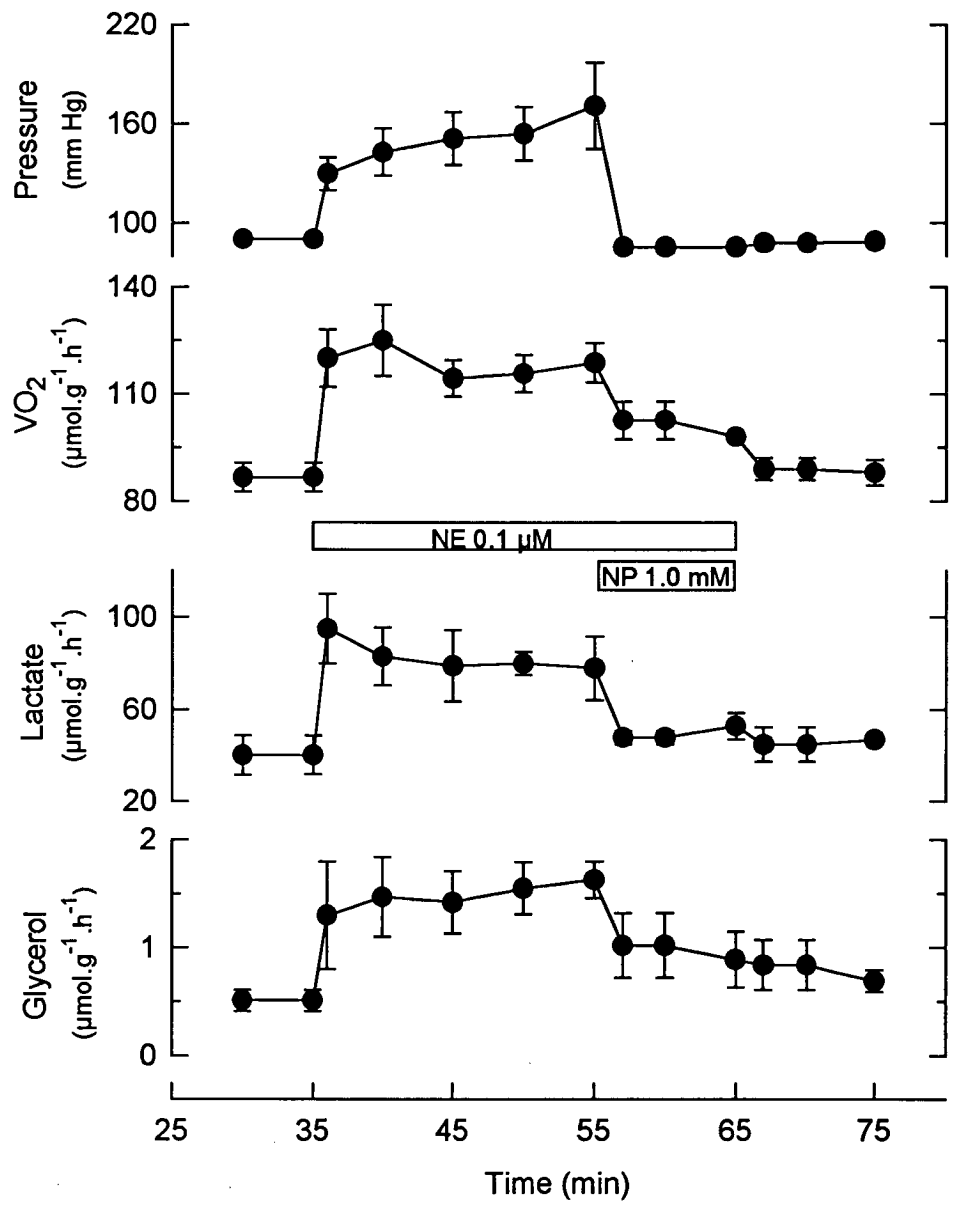 220
160
100
Pressure
(mm Hg)
140
110
80
VO2
(μmol.g-1.h-1)
NE 0.1 μM
NP 1.0 mM
100
60
20
Lactate
(μmol.g-1.h-1)
2
1
0
Glycerol
(μmol.g-1.h-1)
25 35 45 55 65 75
Time (min)